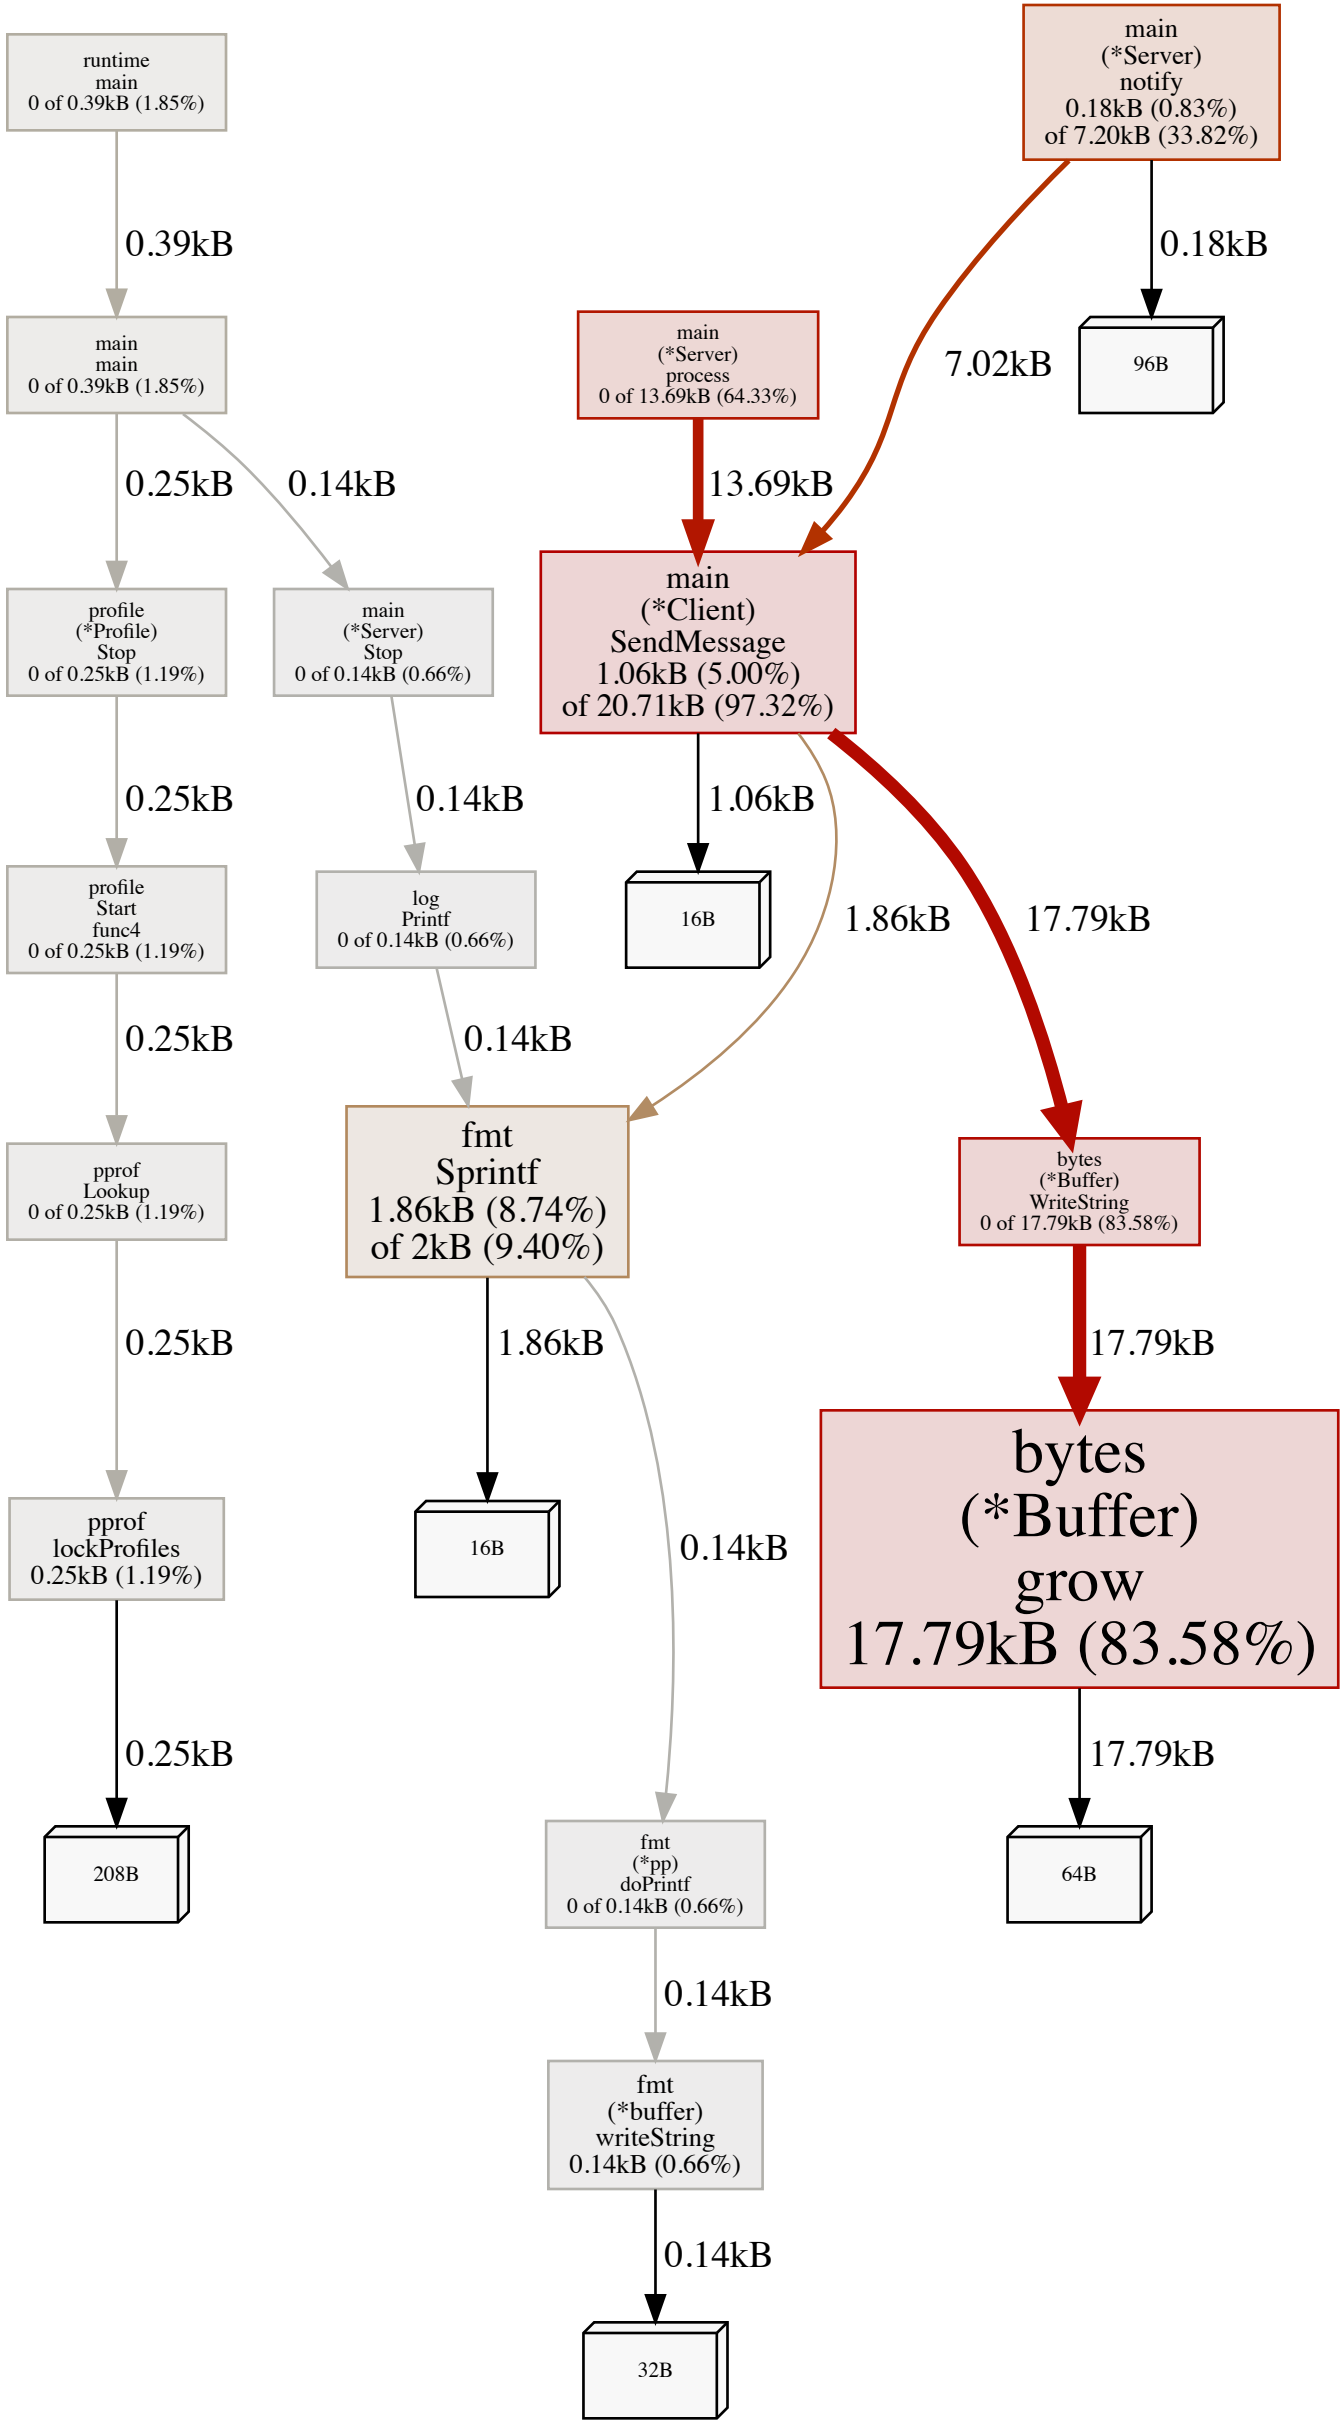 runtime
main
0 of 0.39kB (1.85%)
main
(*Server)
notify
0.18kB (0.83%)
of 7.20kB (33.82%)
0.39kB
0.18kB
main
main
0 of 0.39kB (1.85%)
main
(*Server)
process
0 of 13.69kB (64.33%)
7.02kB
96B
0.25kB
0.14kB
13.69kB
profile
(*Profile)
Stop
0 of 0.25kB (1.19%)
main
(*Server)
Stop
0 of 0.14kB (0.66%)
main
(*Client)
SendMessage
1.06kB (5.00%)
of 20.71kB (97.32%)
0.25kB
0.14kB
1.06kB
profile
Start
func4
0 of 0.25kB (1.19%)
log
Printf
0 of 0.14kB (0.66%)
16B
1.86kB
17.79kB
0.25kB
0.14kB
pprof
Lookup
0 of 0.25kB (1.19%)
fmt
Sprintf
1.86kB (8.74%)
of 2kB (9.40%)
bytes
(*Buffer)
WriteString
0 of 17.79kB (83.58%)
0.25kB
1.86kB
17.79kB
pprof
lockProfiles
0.25kB (1.19%)
16B
0.14kB
bytes
(*Buffer)
grow
17.79kB (83.58%)
0.25kB
17.79kB
208B
fmt
(*pp)
doPrintf
0 of 0.14kB (0.66%)
64B
0.14kB
fmt
(*buffer)
writeString
0.14kB (0.66%)
0.14kB
32B